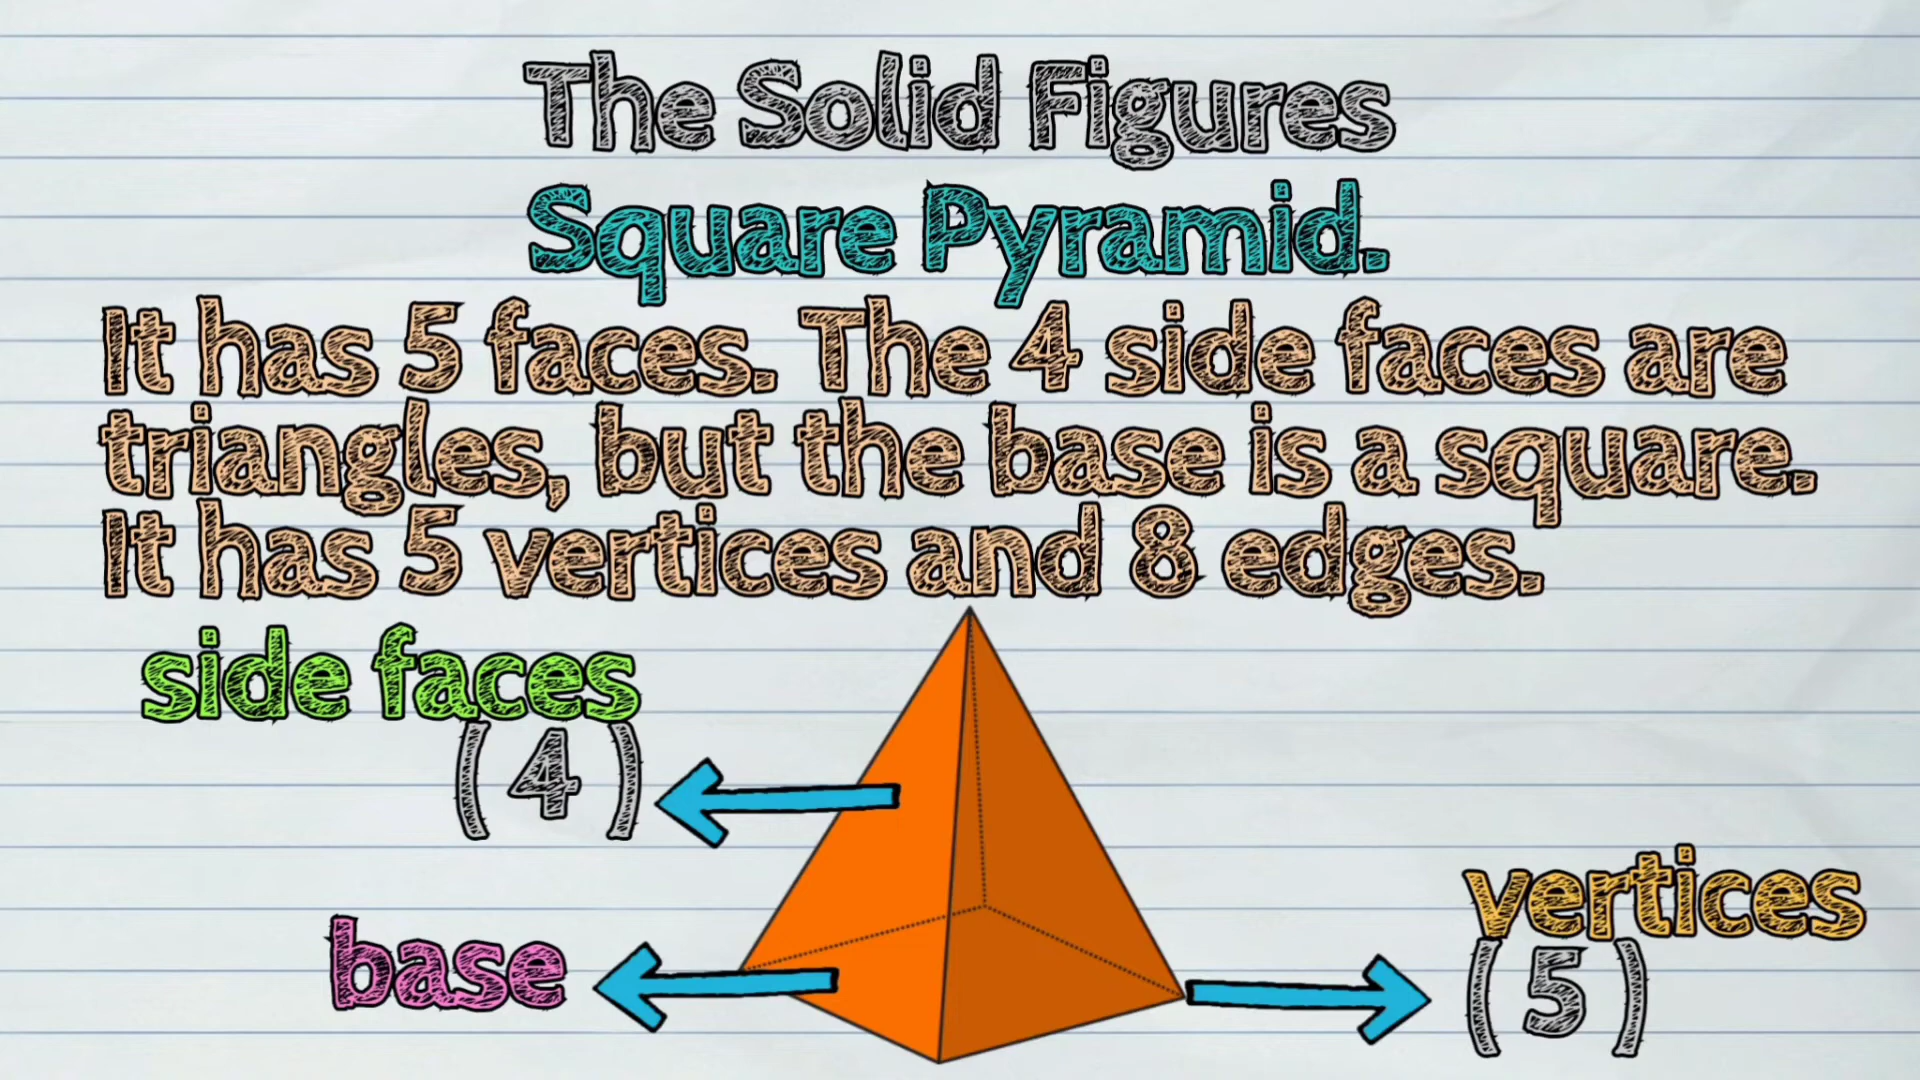 The Solid Figures
Square Pyramid.
It has 5 faces. The 4 side faces are
triangles, but the base is a square.
It has 5 vertices and 8 edges.
side faces
(4)
base
vertices
(5)